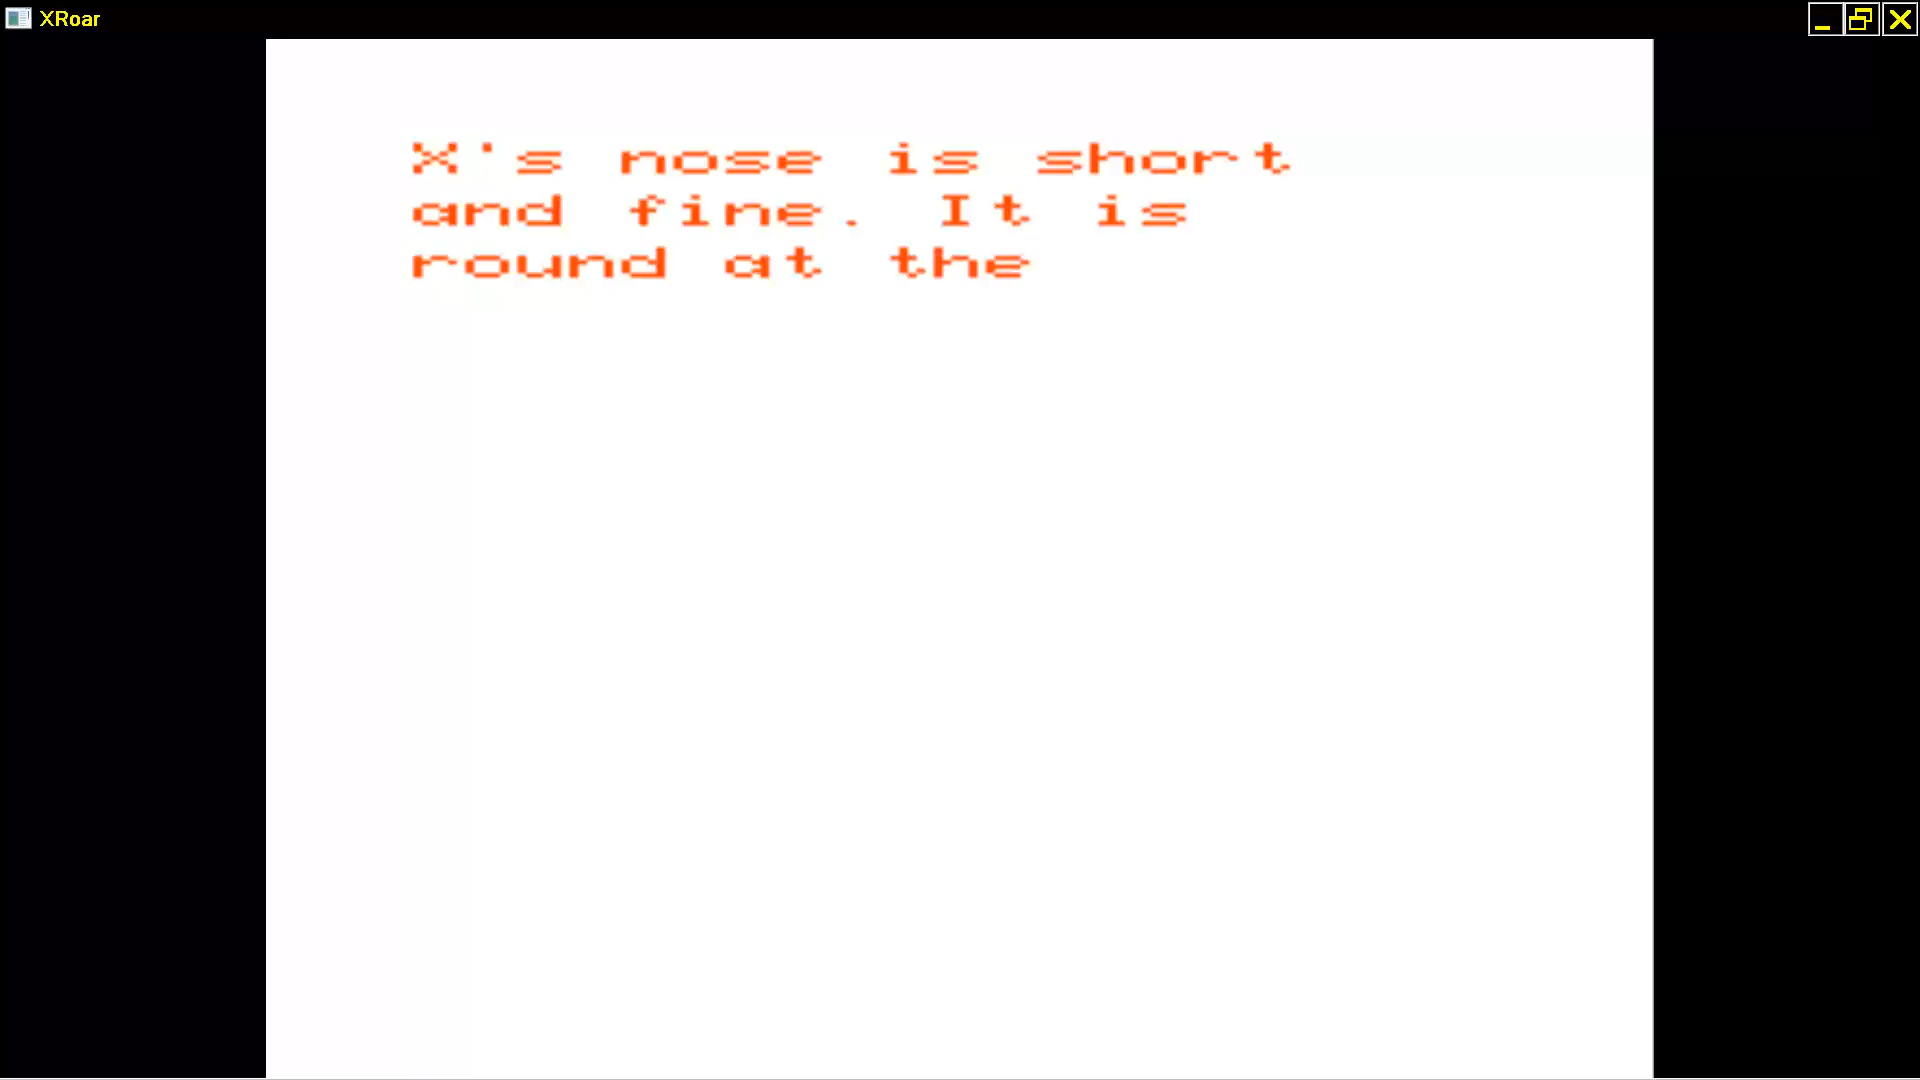 XRoar
X's nose is short
and fine. It is
round at the